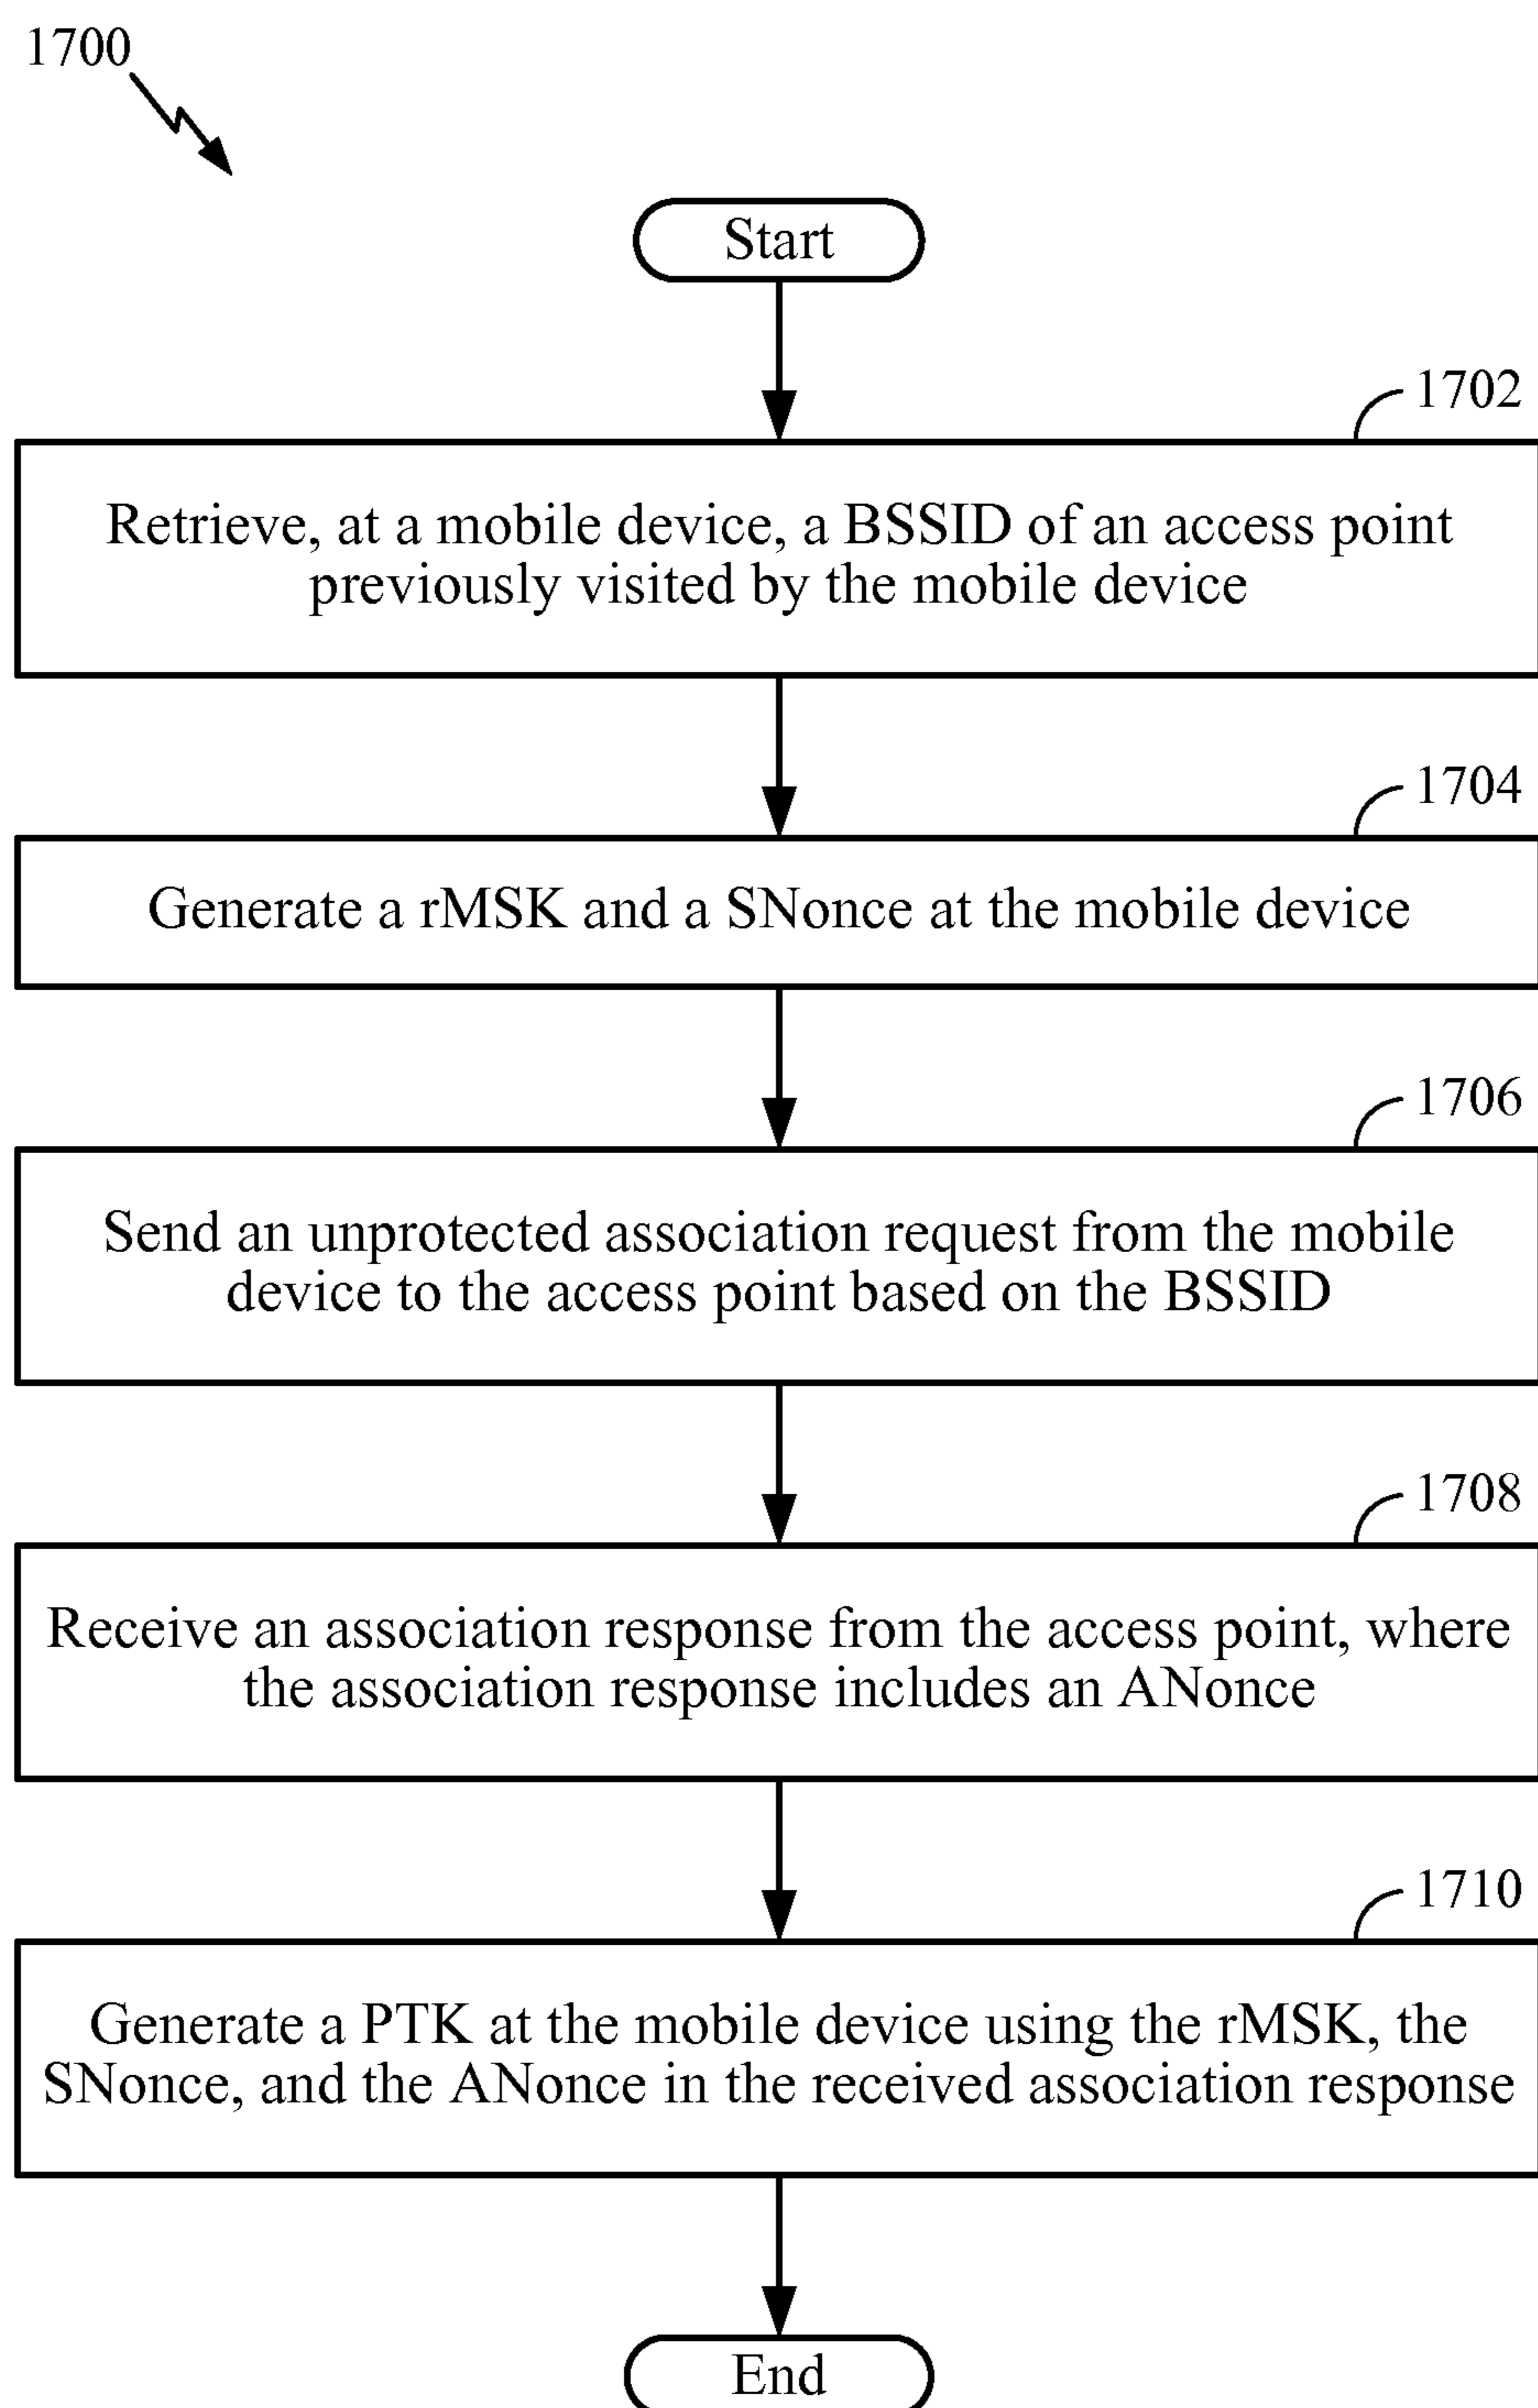 1700
Start
1702
Retrieve, at a mobile device, a BSSID of an access point
previously visited by the mobile device
1704
Generate a rMSK and a SNonce at the mobile device
1706
Send an unprotected association request from the mobile
device to the access point based on the BSSID
1708
Receive an association response from the access point, where
the association response includes an ANonce
1710
Generate a PTK at the mobile device using the rMSK, the
SNonce, and the ANonce in the received association response
End